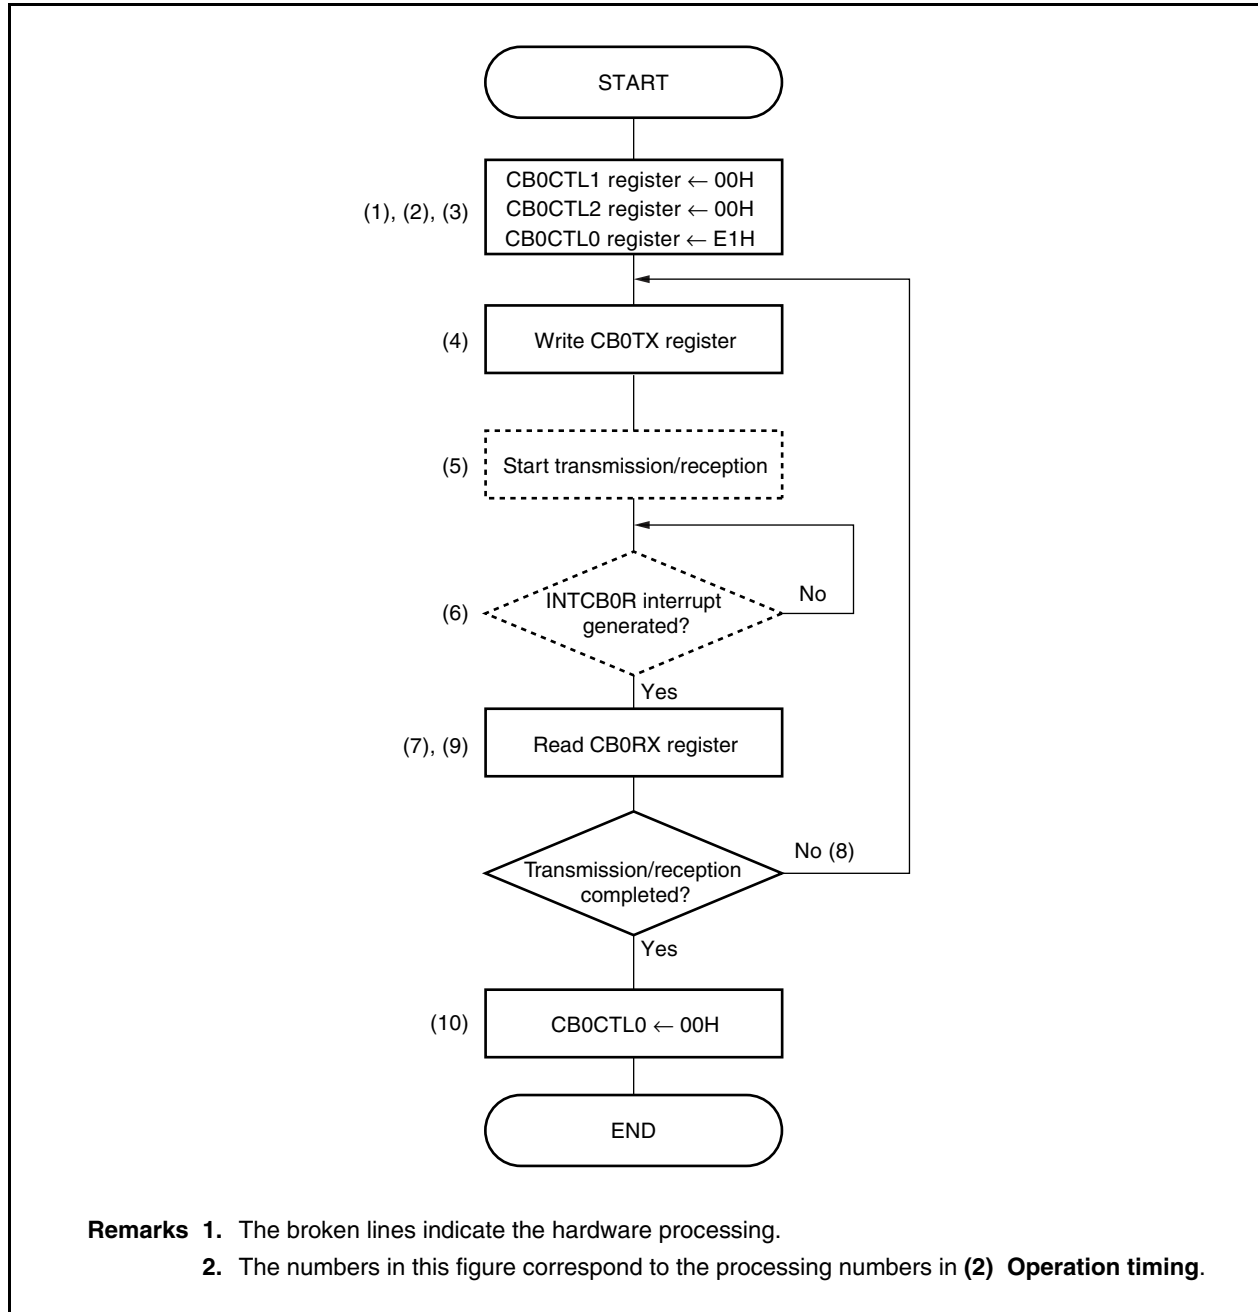 START
CB0CTL1 register ← 00H
(1), (2), (3)
CB0CTL2 register ← 00H
CB0CTL0 register ← E1H
(4)
Write CB0TX register
(5)
Start transmission/reception
(6)
INTCB0R interrupt
generated?
No
Yes
(7), (9)
Read CB0RX register
Transmission/reception
completed?
No (8)
Yes
(10)
CB0CTL0 ← 00H
END
Remarks 1. The broken lines indicate the hardware processing.
2. The numbers in this figure correspond to the processing numbers in (2) Operation timing.